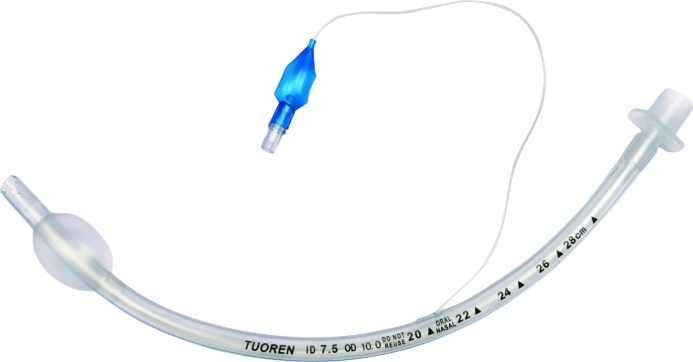 TUOREN ID 7.5 OD 10.0 DO NOT REUSE 20 ▲ ORAL NASAL 22 ▲ 24 ▲ 26 ▲ 28cm ▲